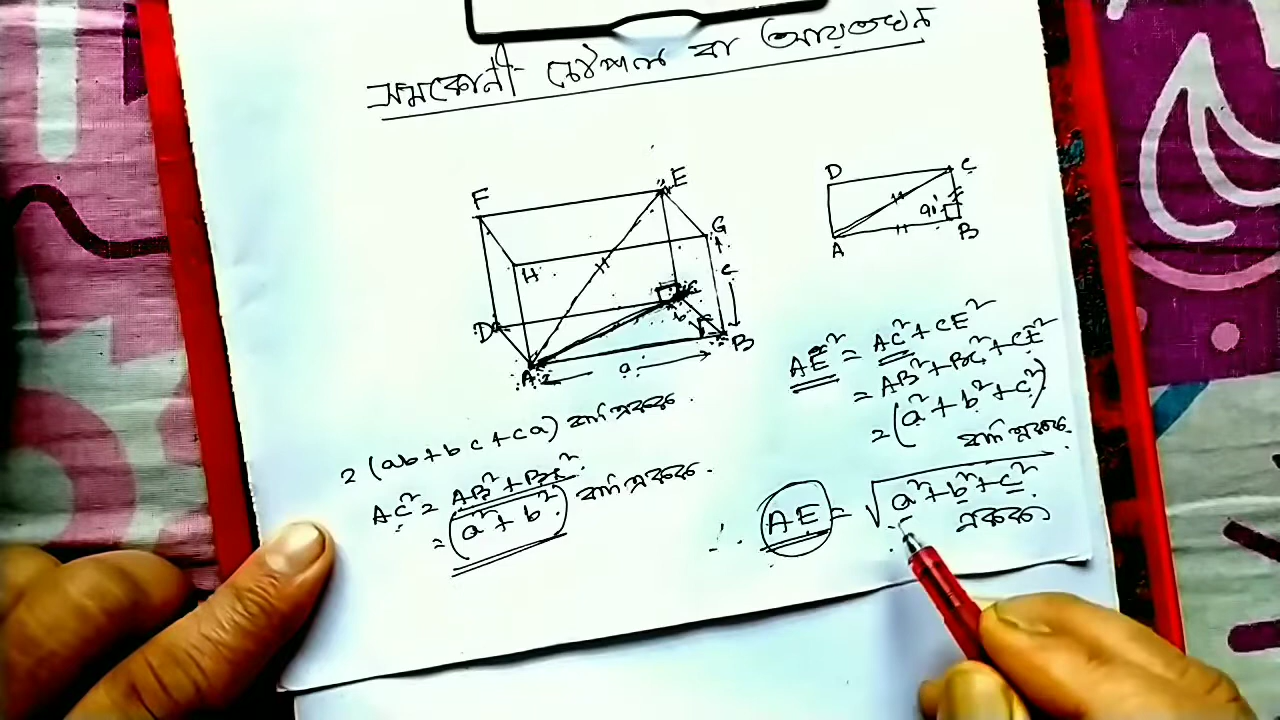 সমকোনী চৌপল বা আয়তঘন
F
E
G
H
c
D
C
b
B
A
a
D
C
90°
A
B
2 (ab + bc + ca) বর্গ একক.
AC² = AB² + BC²
= (a² + b²) বর্গ একক.
AE² = AC² + CE²
= AB² + BC² + CE²
= (a² + b² + c²)
বর্গ একক.
∴ AE = √a² + b² + c²
একক